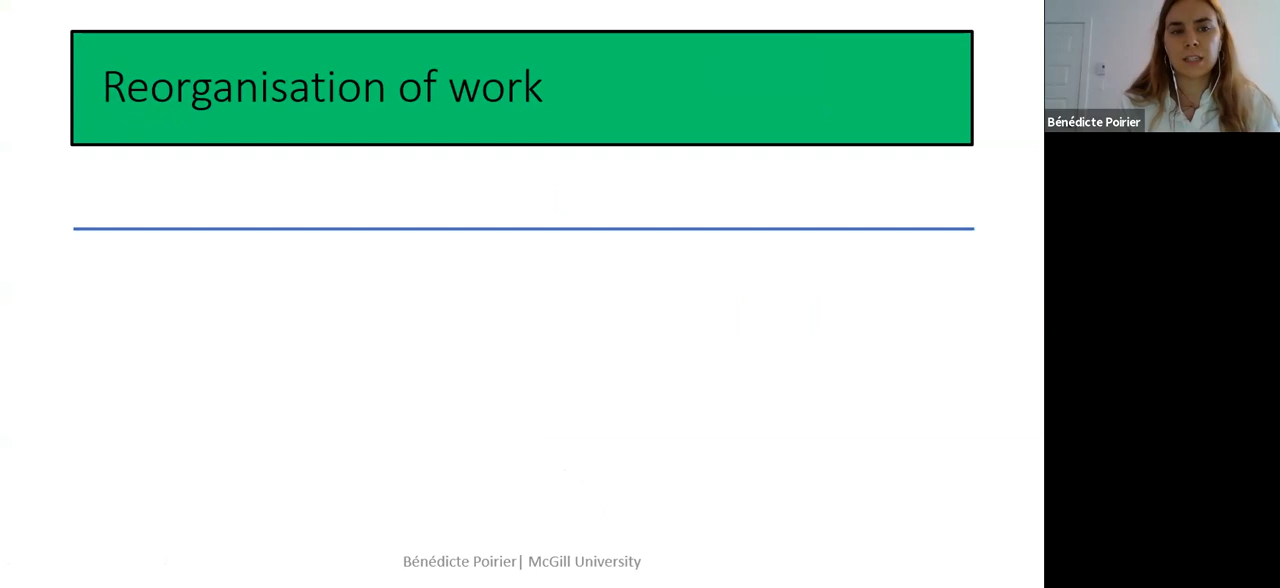 Reorganisation of work
Bénédicte Poirier
Bénédicte Poirier| McGill University